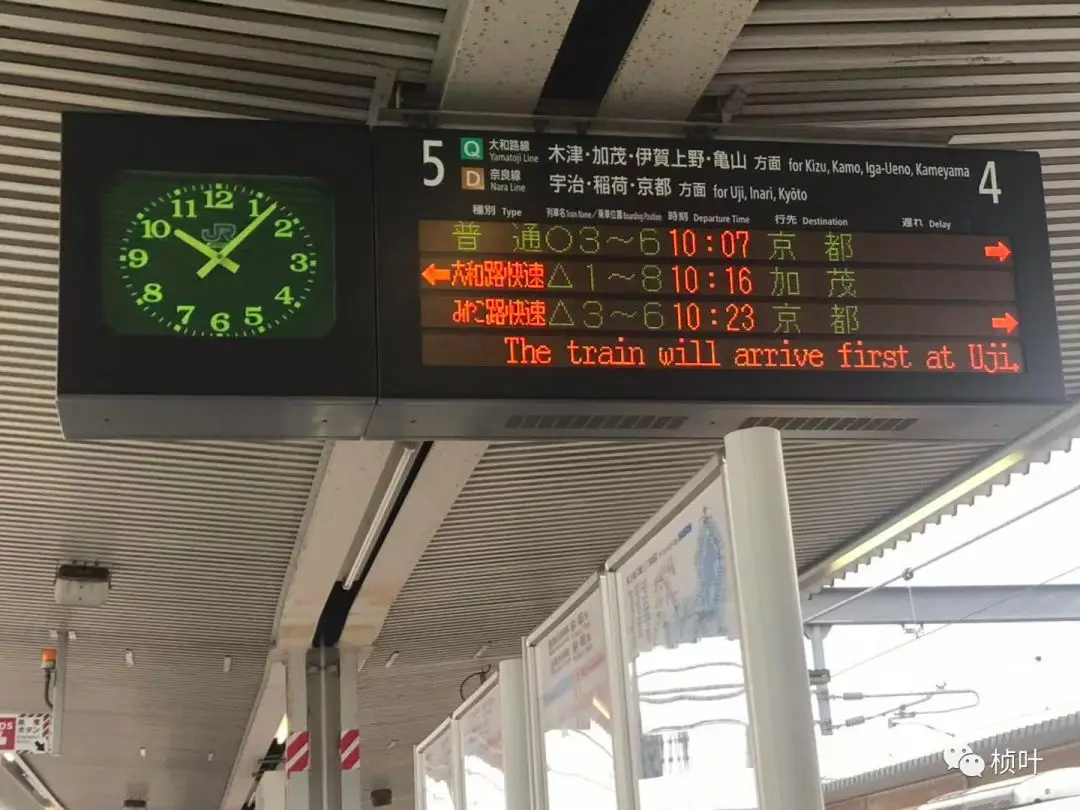 12
11
1
10
2
9
3
8
4
7
5
6
JR
5
Q 大和路線 Yamatoji Line 木津・加茂・伊賀上野・亀山 方面 for Kizu, Kamo, Iga-Ueno, Kameyama
D 奈良線 Nara Line 宇治・稲荷・京都 方面 for Uji, Inari, Kyōto
4
種別 Type 列車名 Train Name/乗車位置 Boarding Position 時刻 Departure Time 行先 Destination 遅れ Delay
普通 ○3～6 10:07 京都 →
←大和路快速 △1～8 10:16 加茂
みやこ路快速 △3～6 10:23 京都 →
The train will arrive first at Uji.
桢叶